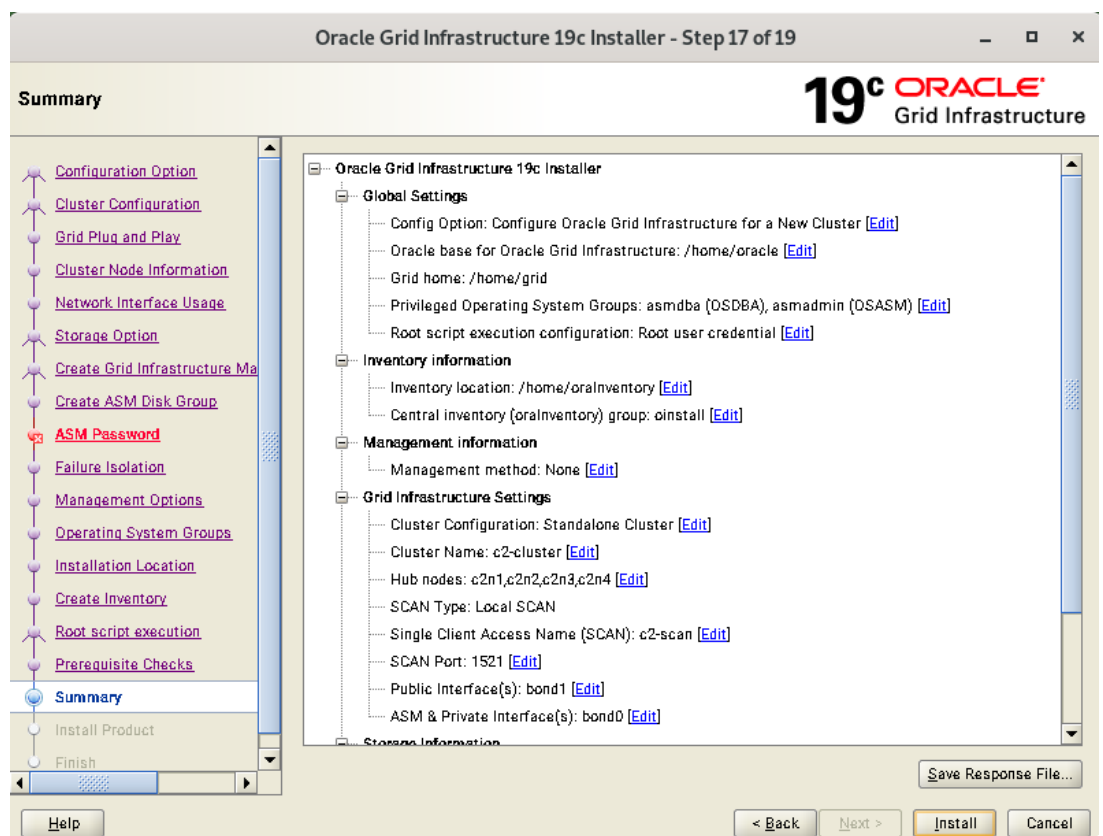 Oracle Grid Infrastructure 19c Installer - Step 17 of 19
Summary
19c ORACLE
Grid Infrastructure
Configuration Option
Cluster Configuration
Grid Plug and Play
Cluster Node Information
Network Interface Usage
Storage Option
Create Grid Infrastructure Ma
Create ASM Disk Group
ASM Password
Failure Isolation
Management Options
Operating System Groups
Installation Location
Create Inventory
Root script execution
Prerequisite Checks
Summary
Install Product
Finish
Oracle Grid Infrastructure 19c Installer
Global Settings
Config Option: Configure Oracle Grid Infrastructure for a New Cluster [Edit]
Oracle base for Oracle Grid Infrastructure: /home/oracle [Edit]
Grid home: /home/grid
Privileged Operating System Groups: asmdba (OSDBA), asmadmin (OSASM) [Edit]
Root script execution configuration: Root user credential [Edit]
Inventory information
Inventory location: /home/oraInventory [Edit]
Central inventory (oraInventory) group: oinstall [Edit]
Management information
Management method: None [Edit]
Grid Infrastructure Settings
Cluster Configuration: Standalone Cluster [Edit]
Cluster Name: c2-cluster [Edit]
Hub nodes: c2n1,c2n2,c2n3,c2n4 [Edit]
SCAN Type: Local SCAN
Single Client Access Name (SCAN): c2-scan [Edit]
SCAN Port: 1521 [Edit]
Public Interface(s): bond1 [Edit]
ASM & Private Interface(s): bond0 [Edit]
Storage Information
Save Response File...
Help
< Back
Next >
Install
Cancel